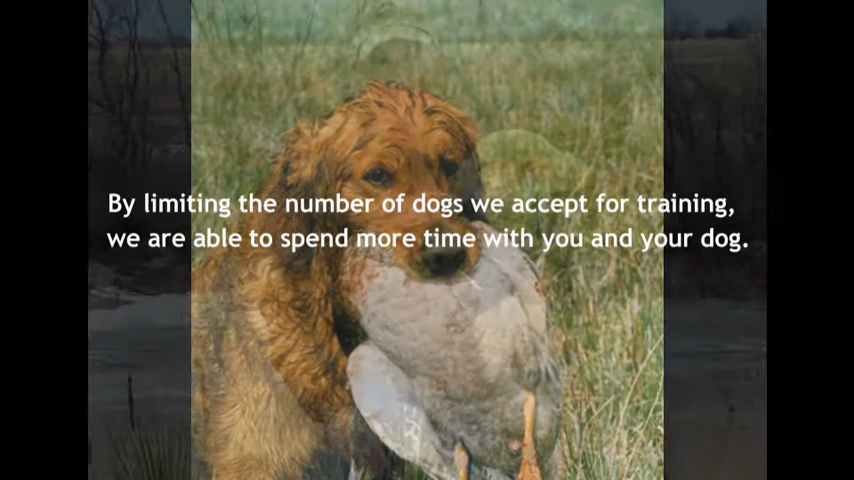 By limiting the number of dogs we accept for training,
we are able to spend more time with you and your dog.